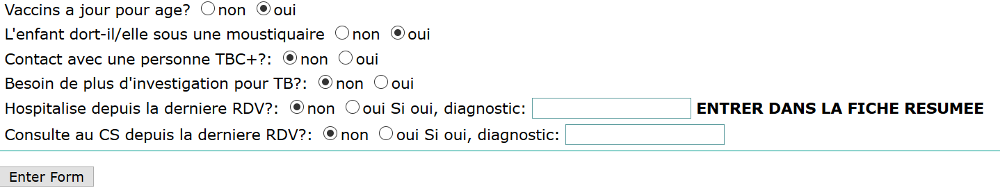 Vaccins a jour pour age? non oui
L'enfant dort-il/elle sous une moustiquaire non oui
Contact avec une personne TBC+?: non oui
Besoin de plus d'investigation pour TB?: non oui
Hospitalise depuis la derniere RDV?: non oui Si oui, diagnostic: ENTRER DANS LA FICHE RESUMEE
Consulte au CS depuis la derniere RDV?: non oui Si oui, diagnostic:
Enter Form